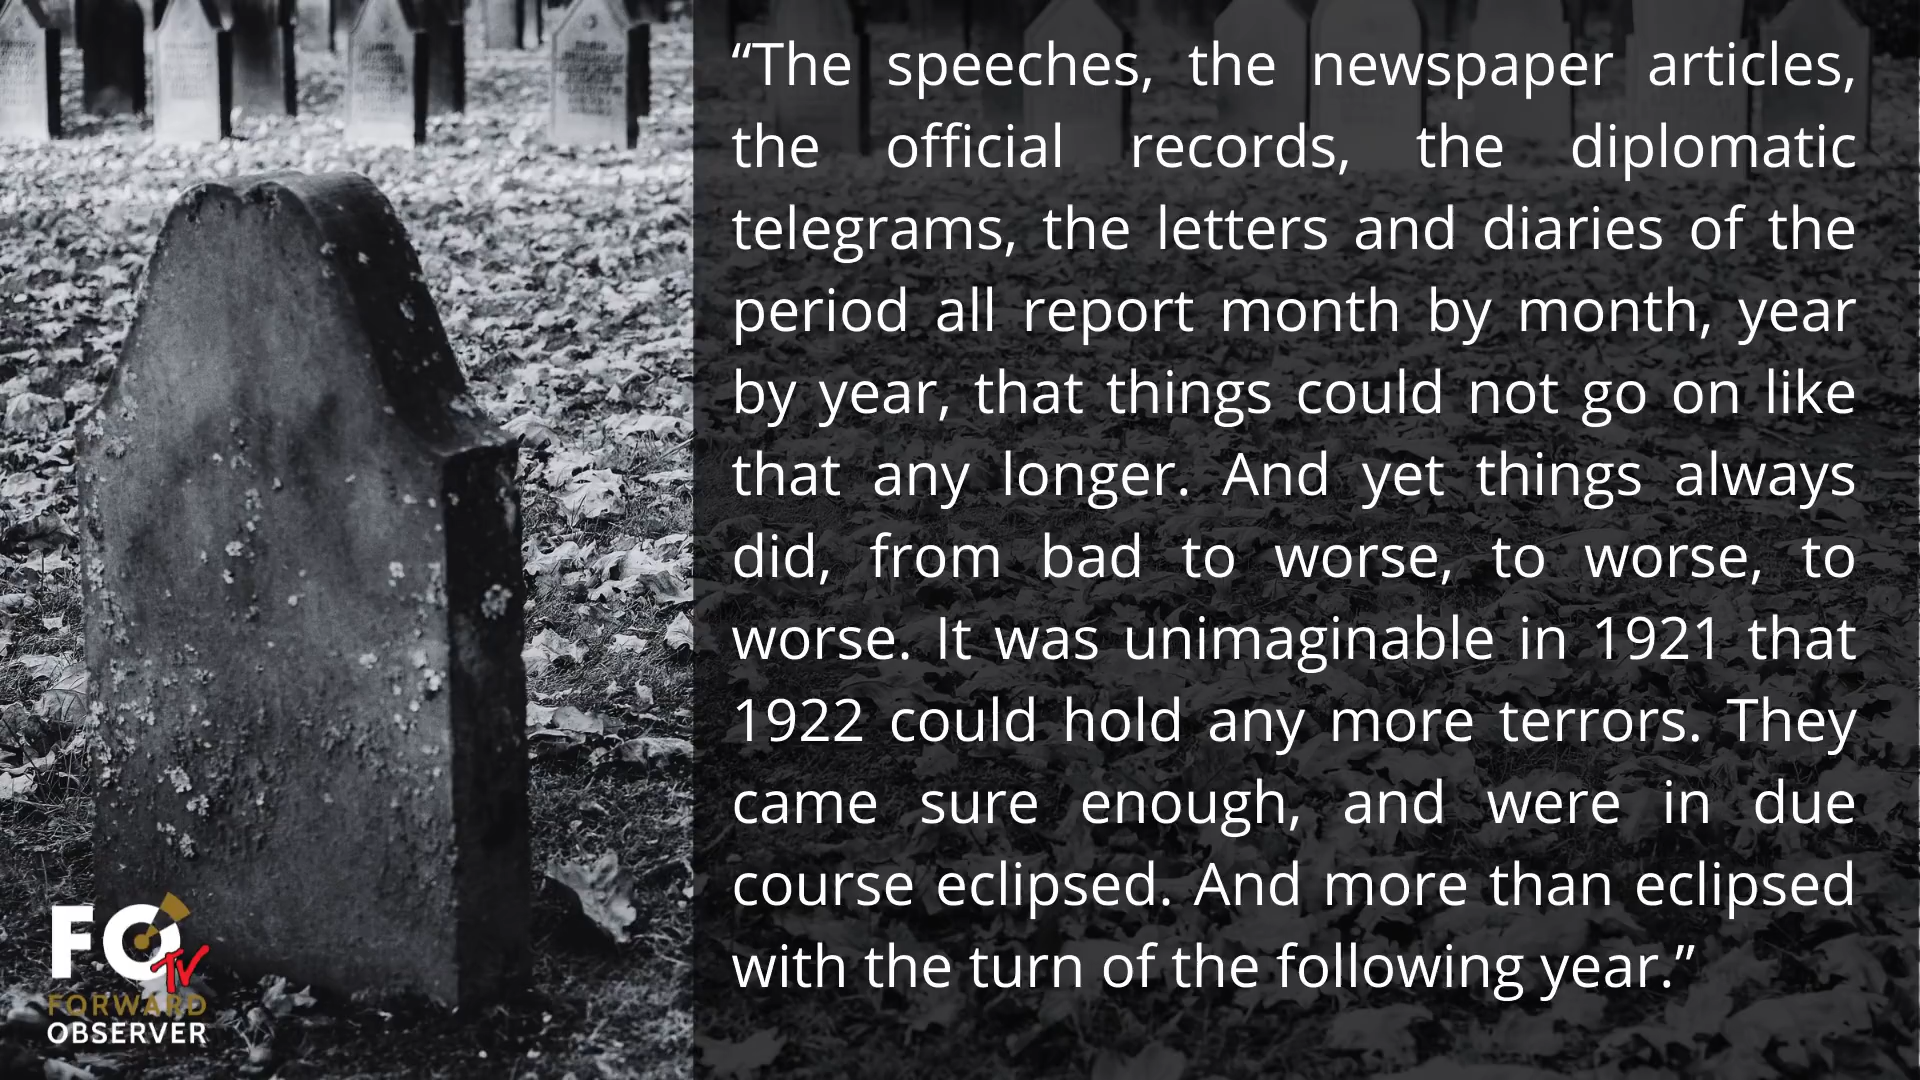 “The speeches, the newspaper articles,
the official records, the diplomatic
telegrams, the letters and diaries of the
period all report month by month, year
by year, that things could not go on like
that any longer. And yet things always
did, from bad to worse, to worse, to
worse. It was unimaginable in 1921 that
1922 could hold any more terrors. They
came sure enough, and were in due
course eclipsed. And more than eclipsed
with the turn of the following year.”
FO
TV
FORWARD
OBSERVER